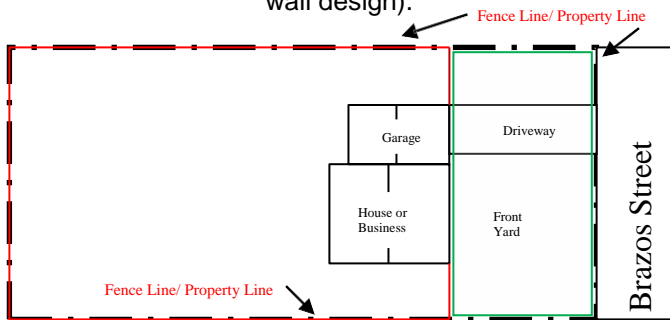 wall design).
Fence Line/ Property Line
Garage
Driveway
House or
Business
Front
Yard
Brazos Street
Fence Line/ Property Line